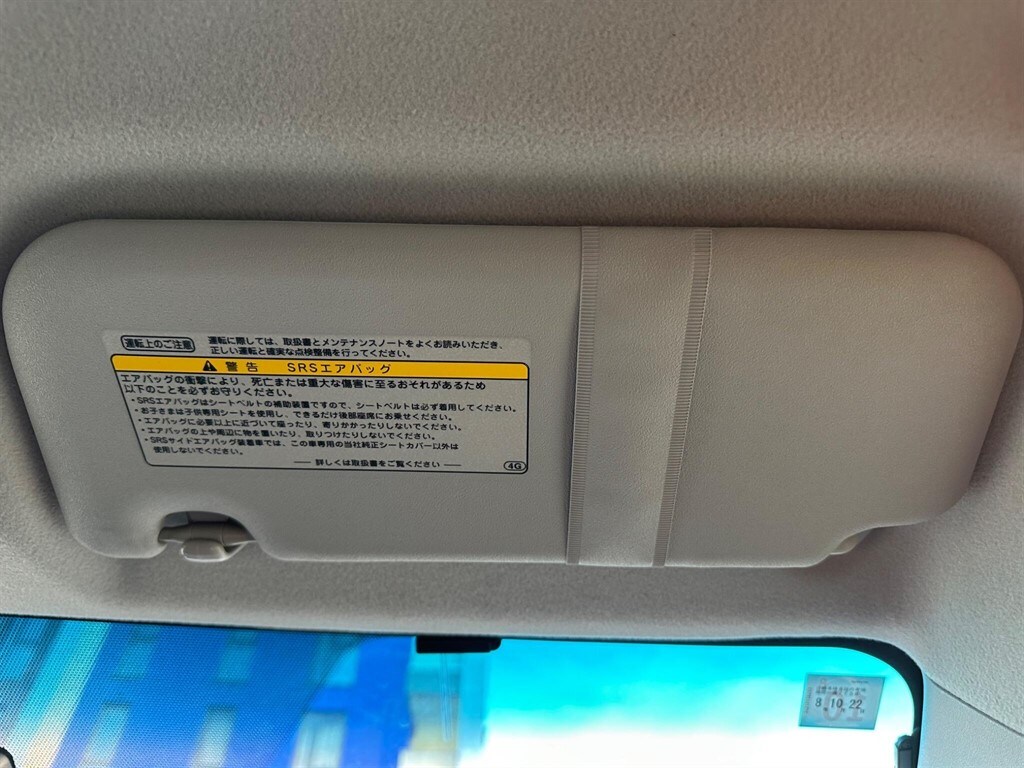 運転上のご注意 運転に際しては、取扱書とメンテナンスノートをよくお読みいただき、
正しい運転と確実な点検整備を行ってください。
警告 SRSエアバッグ
エアバッグの衝撃により、死亡または重大な傷害に至るおそれがあるため
以下のことを必ずお守りください。
・SRSエアバッグはシートベルトの補助装置ですので、シートベルトは必ず着用してください。
・お子さまは子供専用シートを使用し、できるだけ後部座席にお乗せください。
・エアバッグに必要以上に近づいて座ったり、寄りかかったりしないでください。
・エアバッグの上や周辺に物を置いたり、取りつけたりしないでください。
・SRSサイドエアバッグ装着車では、この車専用の当社純正シートカバー以外は
使用しないでください。
── 詳しくは取扱書をご覧ください ── 4G
8 10 22